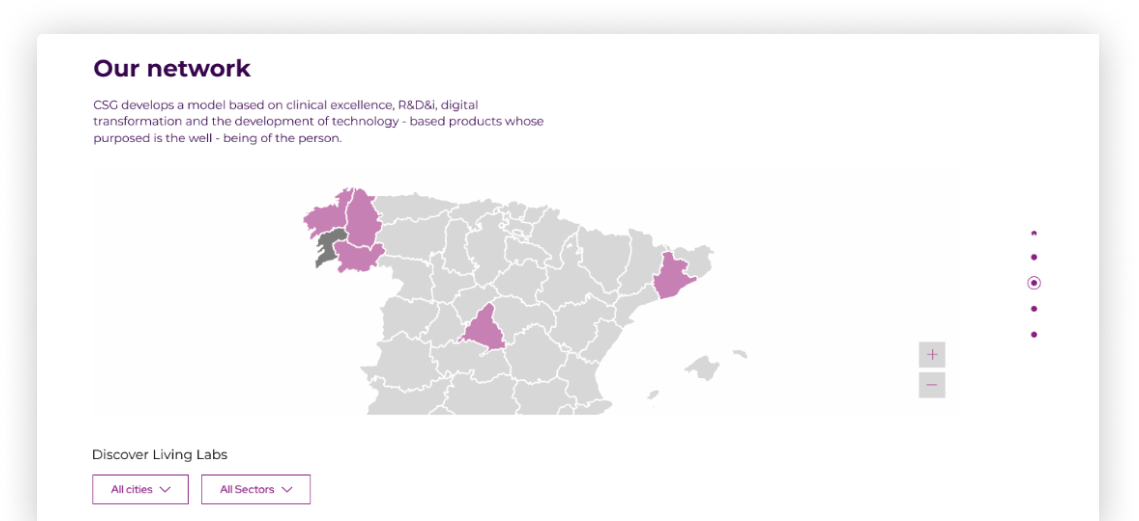 Our network
CSG develops a model based on clinical excellence, R&D&i, digital
transformation and the development of technology - based products whose
purposed is the well - being of the person.
+
−
Discover Living Labs
All cities
All Sectors